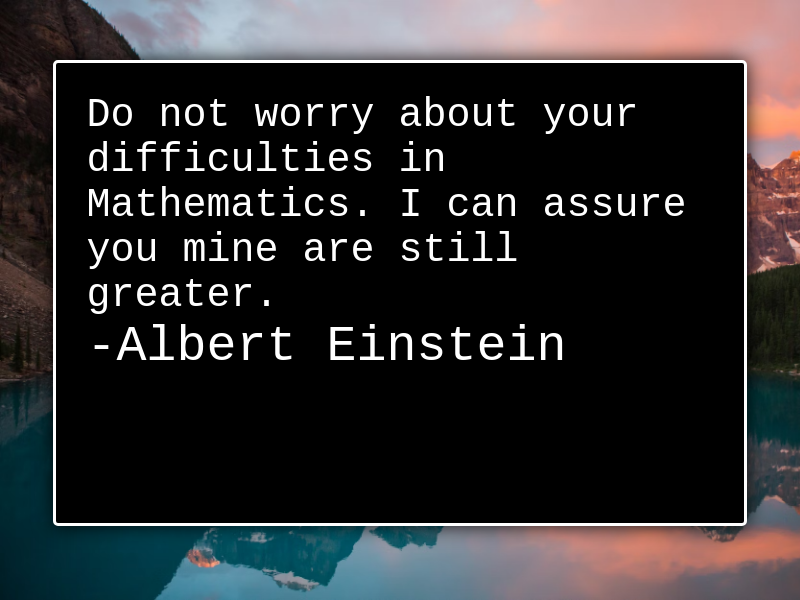 Do not worry about your
difficulties in
Mathematics. I can assure
you mine are still
greater.
-Albert Einstein